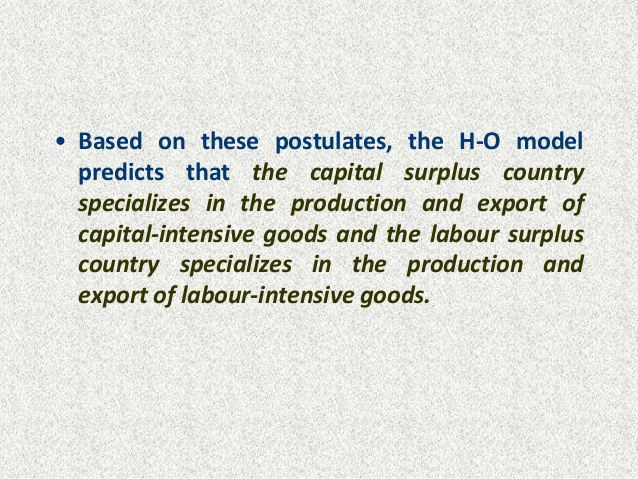 • Based on these postulates, the H-O model
predicts that the capital surplus country
specializes in the production and export of
capital-intensive goods and the labour surplus
country specializes in the production and
export of labour-intensive goods.